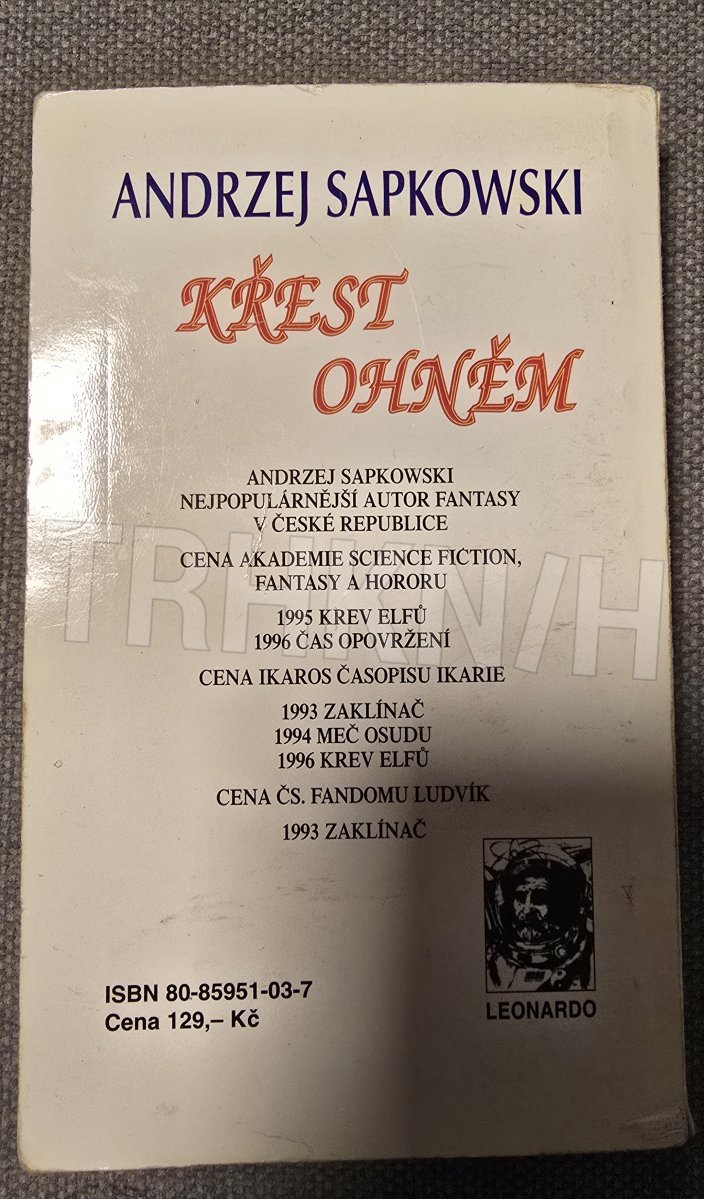 ANDRZEJ SAPKOWSKI
KŘEST
OHNĚM
ANDRZEJ SAPKOWSKI
NEJPOPULÁRNĚJŠÍ AUTOR FANTASY
V ČESKÉ REPUBLICE
CENA AKADEMIE SCIENCE FICTION,
FANTASY A HORORU
1995 KREV ELFŮ
1996 ČAS OPOVRŽENÍ
CENA IKAROS ČASOPISU IKARIE
1993 ZAKLÍNAČ
1994 MEČ OSUDU
1996 KREV ELFŮ
CENA ČS. FANDOMU LUDVÍK
1993 ZAKLÍNAČ
ISBN 80-85951-03-7
Cena 129,– Kč
LEONARDO
TRHKN/H